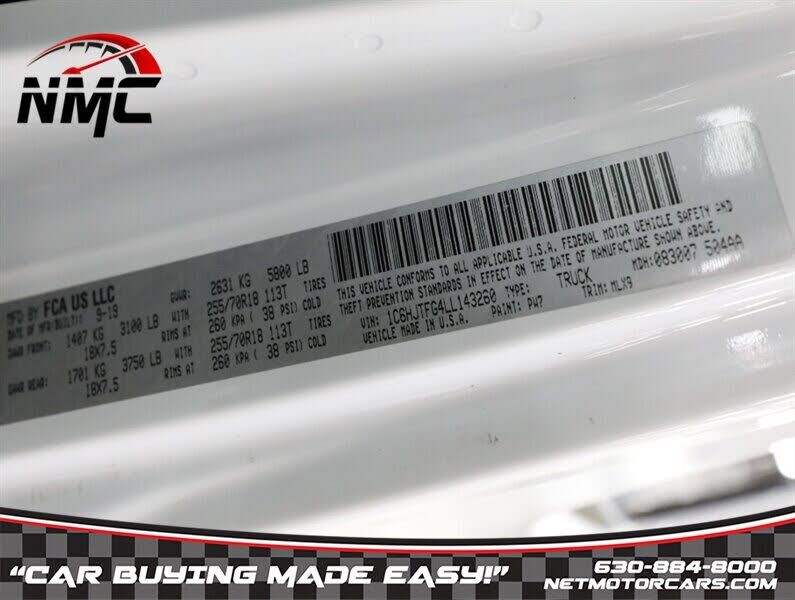 NMC
MFD BY FCA US LLC
DATE OF MFR(BUILT): 9-19 GVWR: 2631 KG 5800 LB
GAWR FRONT: 1407 KG 3100 LB WITH 255/70R18 113T TIRES
18X7.5 RIMS AT 260 KPA ( 38 PSI) COLD
GAWR REAR: 1701 KG 3750 LB WITH 255/70R18 113T TIRES
18X7.5 RIMS AT 260 KPA ( 38 PSI) COLD
THIS VEHICLE CONFORMS TO ALL APPLICABLE U.S.A. FEDERAL MOTOR VEHICLE SAFETY AND
THEFT PREVENTION STANDARDS IN EFFECT ON THE DATE OF MANUFACTURE SHOWN ABOVE.
VIN: 1C6HJTFG4LL143260 TYPE: TRUCK MDH: 083007 5044A
VEHICLE MADE IN U.S.A. PAINT: PW7 TRIM: MLX9
"CAR BUYING MADE EASY!"
630-884-8000
NETMOTORCARS.COM